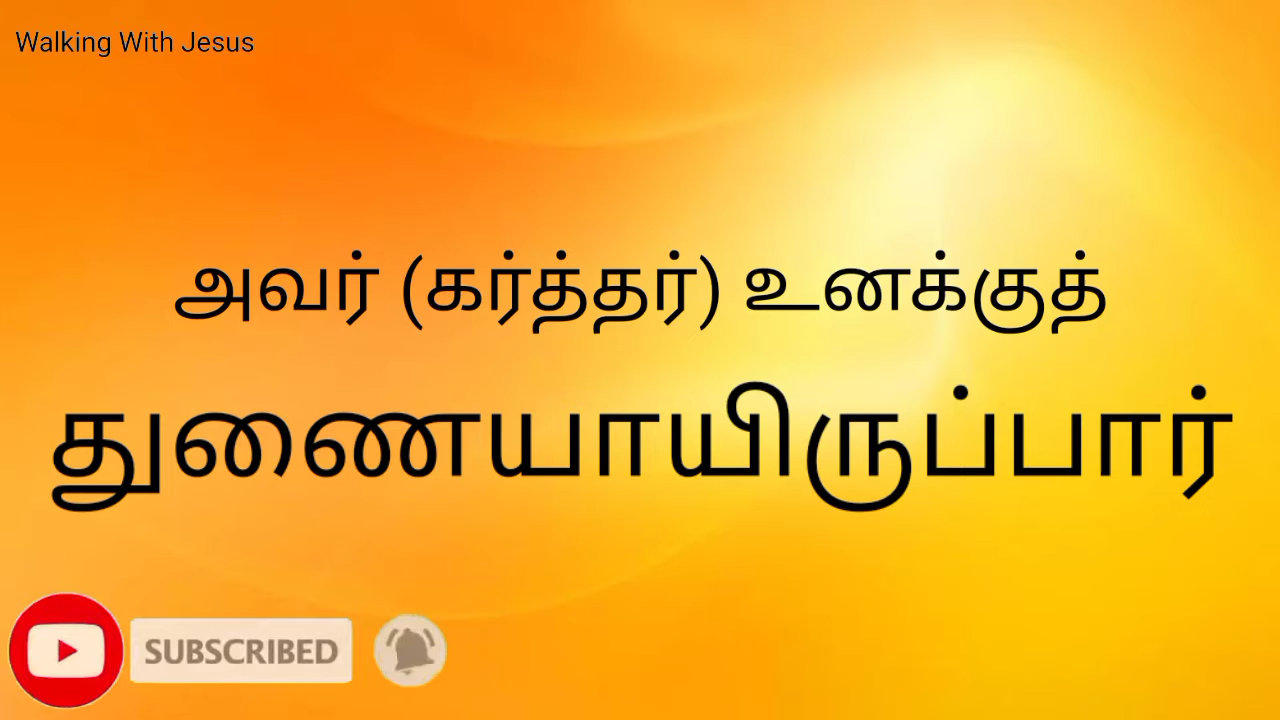 Walking With Jesus
அவர் (கர்த்தர்) உனக்குத்
துணையாயிருப்பார்
SUBSCRIBED